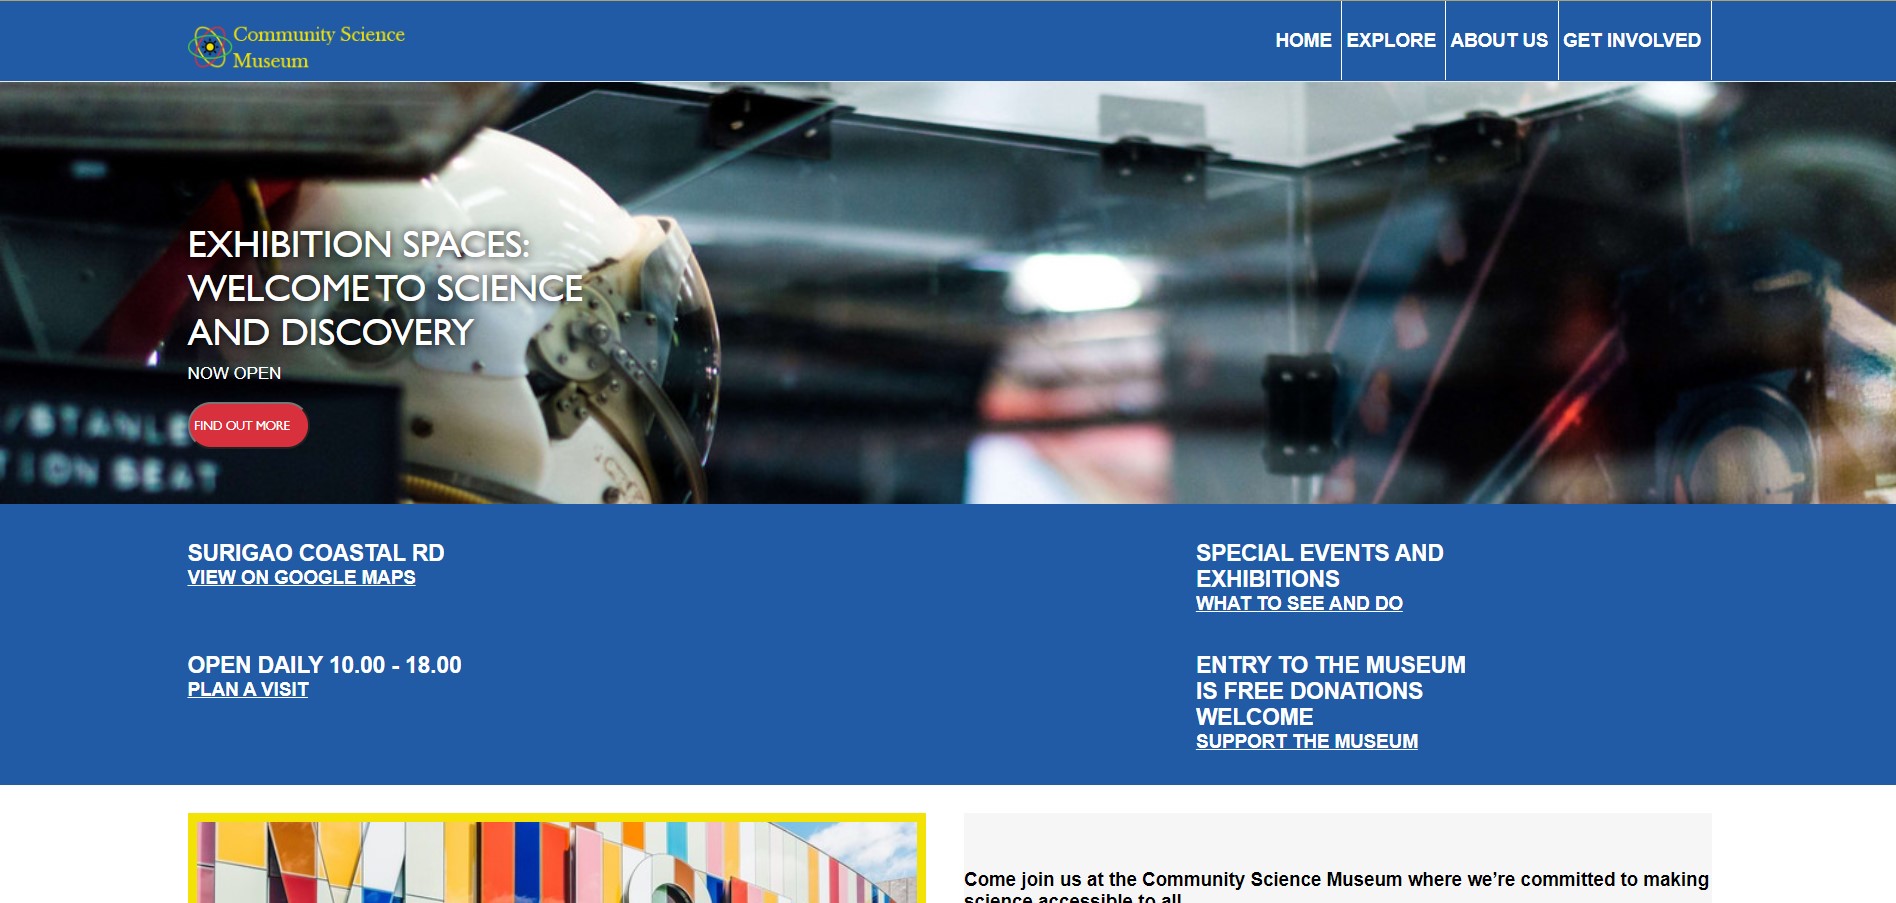 Community Science
Museum
HOME
EXPLORE
ABOUT US
GET INVOLVED
EXHIBITION SPACES:
WELCOME TO SCIENCE
AND DISCOVERY
NOW OPEN
FIND OUT MORE
/STANLE
TION SEAT
SURIGAO COASTAL RD
VIEW ON GOOGLE MAPS
SPECIAL EVENTS AND
EXHIBITIONS
WHAT TO SEE AND DO
OPEN DAILY 10.00 - 18.00
PLAN A VISIT
ENTRY TO THE MUSEUM
IS FREE DONATIONS
WELCOME
SUPPORT THE MUSEUM
Come join us at the Community Science Museum where we’re committed to making
science accessible to all